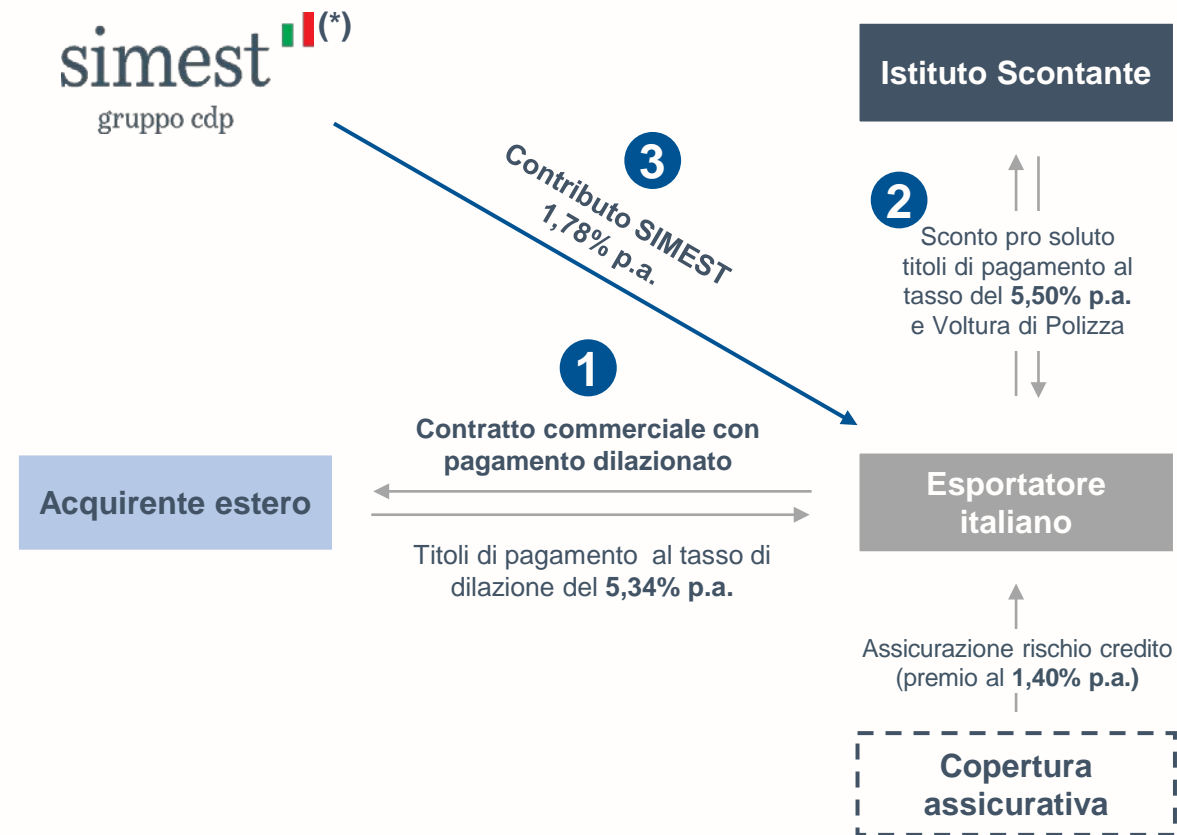 simest (*)
gruppo cdp
Istituto Scontante
3
Contributo SIMEST
1,78% p.a.
2
Sconto pro soluto
titoli di pagamento al
tasso del 5,50% p.a.
e Voltura di Polizza
1
Contratto commerciale con
pagamento dilazionato
Acquirente estero
Esportatore
italiano
Titoli di pagamento al tasso di
dilazione del 5,34% p.a.
Assicurazione rischio credito
(premio al 1,40% p.a.)
Copertura
assicurativa